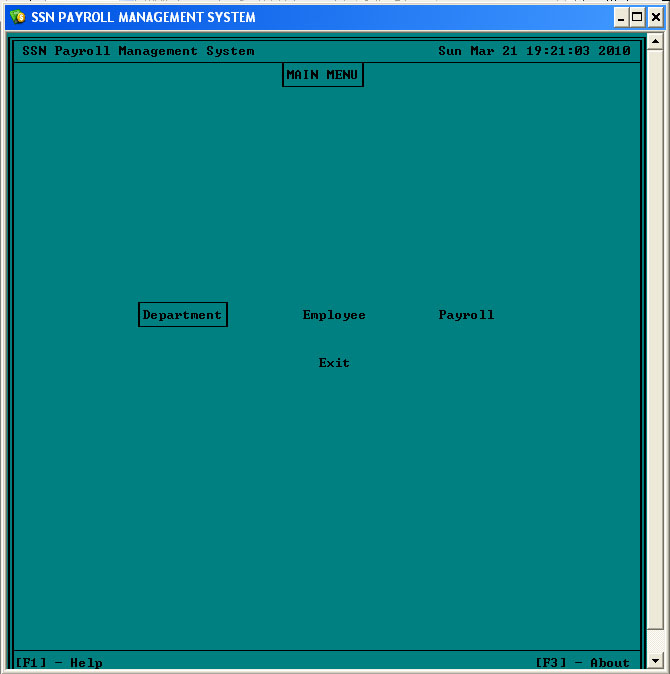 SSN PAYROLL MANAGEMENT SYSTEM
SSN Payroll Management System Sun Mar 21 19:21:03 2010
MAIN MENU
Department Employee Payroll
Exit
[F1] - Help [F3] - About